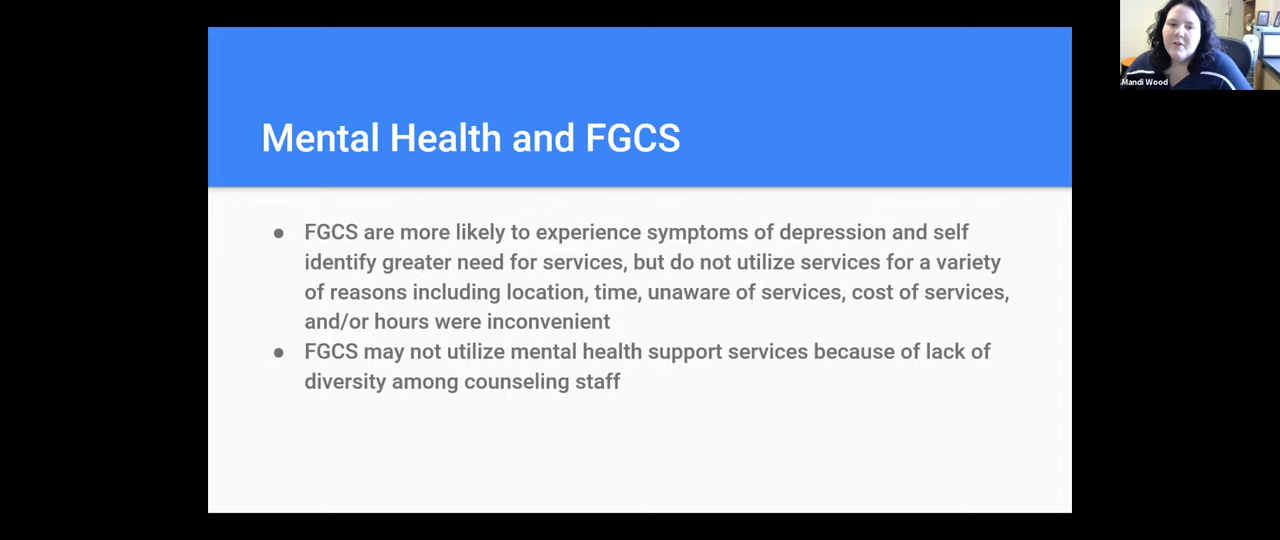 Mental Health and FGCS
Mandi Wood
● FGCS are more likely to experience symptoms of depression and self
identify greater need for services, but do not utilize services for a variety
of reasons including location, time, unaware of services, cost of services,
and/or hours were inconvenient
● FGCS may not utilize mental health support services because of lack of
diversity among counseling staff